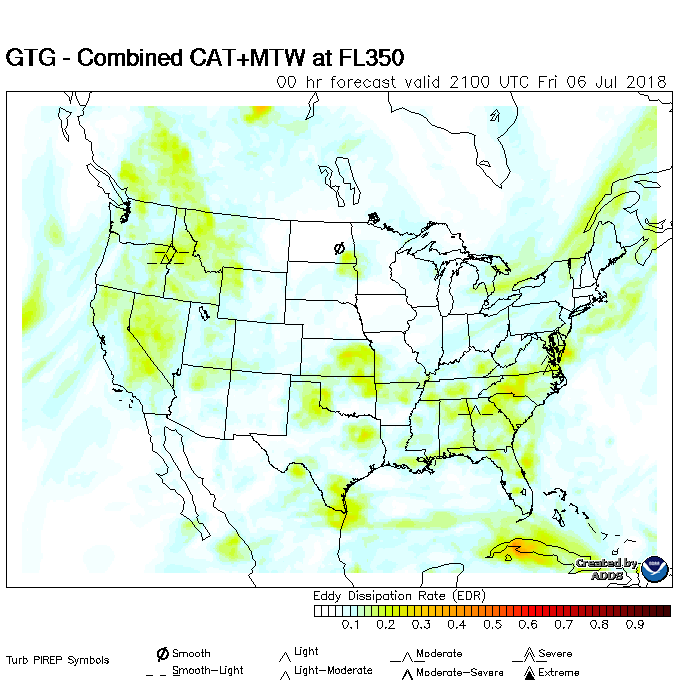 GTG - Combined CAT+MTW at FL350
00 hr forecast valid 2100 UTC Fri 06 Jul 2018
Created by
ADDS
Eddy Dissipation Rate (EDR)
0.1 0.2 0.3 0.4 0.5 0.6 0.7 0.8 0.9
Turb PIREP Symbols
Smooth Light Moderate Severe
Smooth-Light Light-Moderate Moderate-Severe Extreme